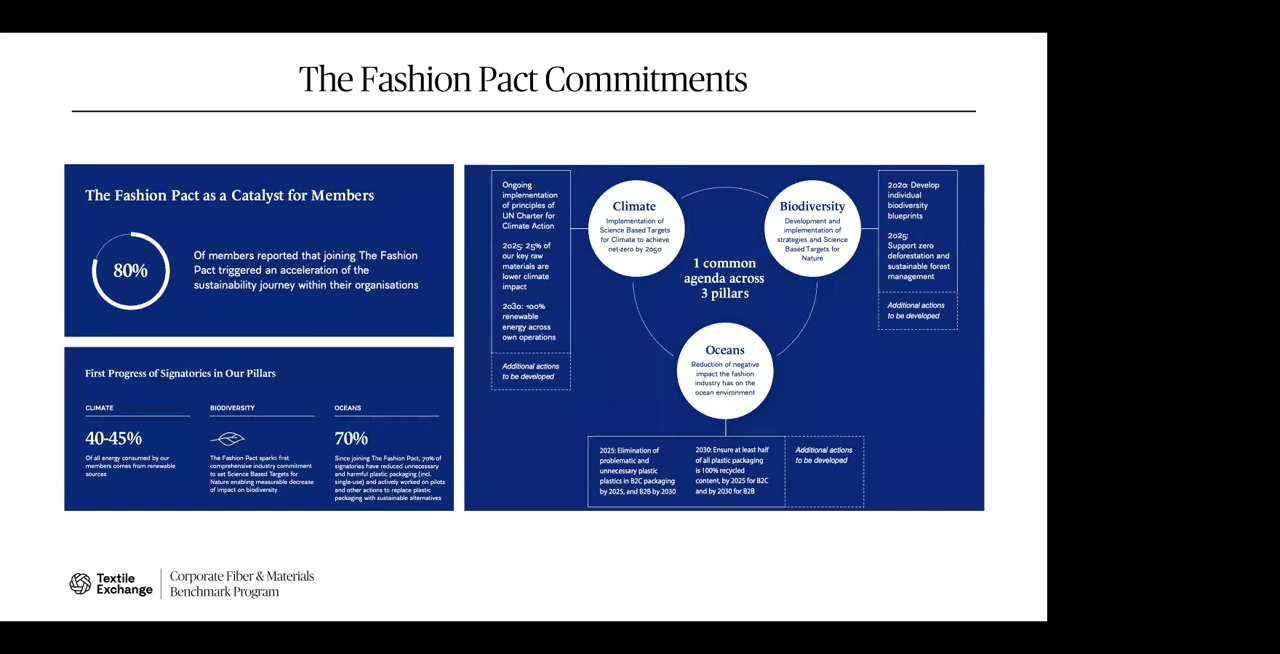 The Fashion Pact Commitments
The Fashion Pact as a Catalyst for Members
80%
Of members reported that joining The Fashion
Pact triggered an acceleration of the
sustainability journey within their organisations
First Progress of Signatories in Our Pillars
CLIMATE
40-45%
Of all energy consumed by our
members comes from renewable
sources
BIODIVERSITY
The Fashion Pact sparks first
comprehensive industry commitment
to set Science Based Targets for
Nature enabling measurable decrease
of impact on biodiversity
OCEANS
70%
Since joining The Fashion Pact, 70% of
signatories have reduced unnecessary
and harmful plastic packaging (incl.
single-use) and actively worked on pilots
and other actions to replace plastic
packaging with sustainable alternatives
Ongoing
implementation
of principles of
UN Charter for
Climate Action
2025: 25% of
our key raw
materials are
lower climate
impact
2030: 100%
renewable
energy across
own operations
Additional actions
to be developed
Climate
Implementation of
Science Based Targets
for Climate to achieve
net-zero by 2050
1 common
agenda across
3 pillars
Biodiversity
Development and
implementation of
strategies and Science
Based Targets for
Nature
2020: Develop
individual
biodiversity
blueprints
2025:
Support zero
deforestation and
sustainable forest
management
Additional actions
to be developed
Oceans
Reduction of negative
impact the fashion
industry has on the
ocean environment
2025: Elimination of
problematic and
unnecessary plastic
plastics in B2C packaging
by 2025, and B2B by 2030
2030: Ensure at least half
of all plastic packaging
is 100% recycled
content, by 2025 for B2C
and by 2030 for B2B
Additional actions
to be developed
Textile
Exchange
Corporate Fiber & Materials
Benchmark Program